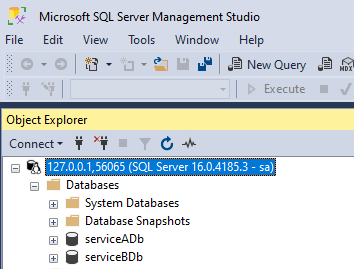 Microsoft SQL Server Management Studio
File Edit View Tools Window Help
New Query MDX
Execute
Object Explorer
Connect
127.0.0.1,56065 (SQL Server 16.0.4185.3 - sa)
Databases
System Databases
Database Snapshots
serviceADb
serviceBDb